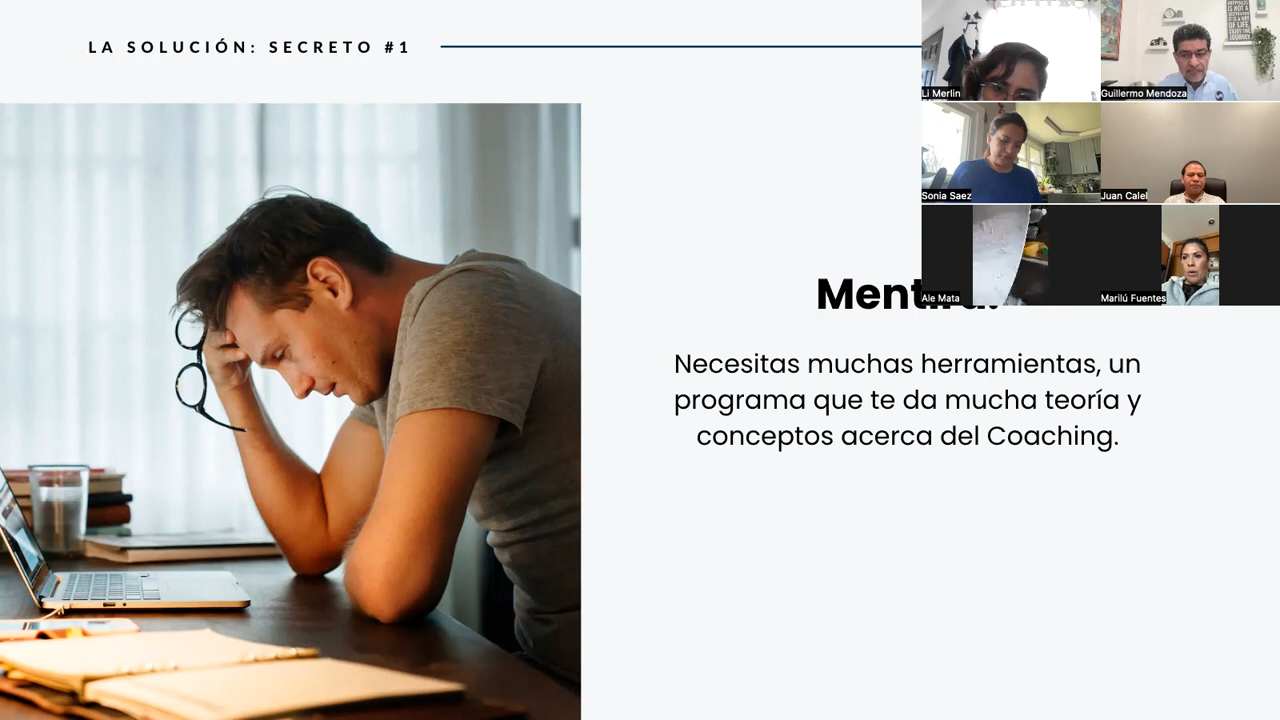 LA SOLUCIÓN: SECRETO #1
Li Merlin
Guillermo Mendoza
Sonia Saez
Juan Calel
Ale Mata
Marilú Fuentes
Necesitas muchas herramientas, un
programa que te da mucha teoría y
conceptos acerca del Coaching.